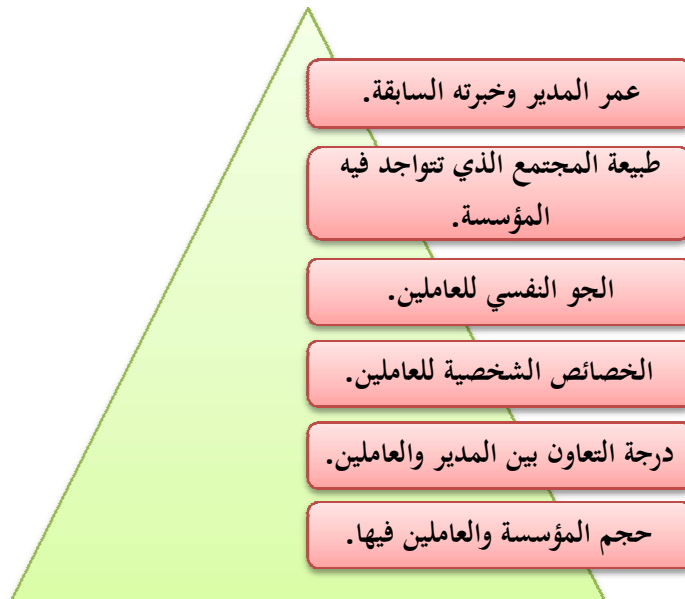 عمر المدير وخبرته السابقة.
طبيعة المجتمع الذي تتواجد فيه
المؤسسة.
الجو النفسي للعاملين.
الخصائص الشخصية للعاملين.
درجة التعاون بين المدير والعاملين.
حجم المؤسسة والعاملين فيها.